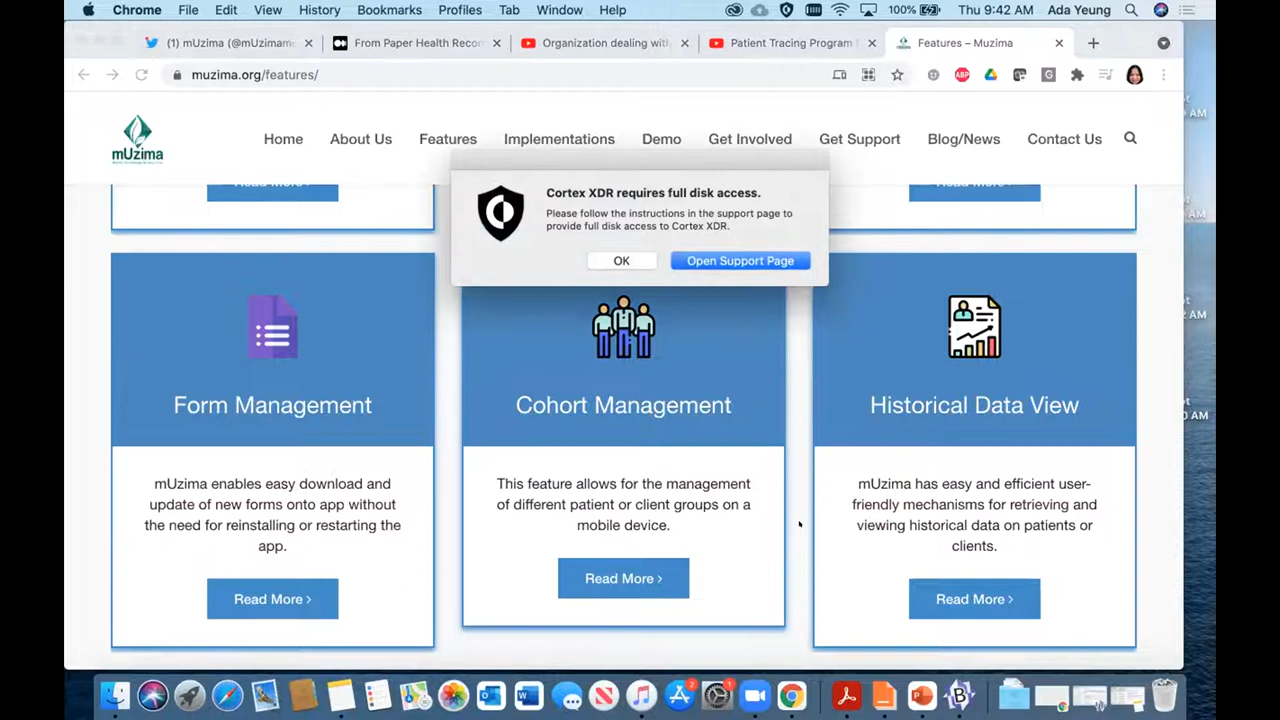 Chrome File Edit View History Bookmarks Profiles Tab Window Help 100% Thu 9:42 AM Ada Yeung
(1) mUzima (@mUzimamo From Paper Health Reco Organization dealing with Patient Tracing Program Features – Muzima
muzima.org/features/
ABP G
mUzima
Home About Us Features Implementations Demo Get Involved Get Support Blog/News Contact Us
Cortex XDR requires full disk access.
Please follow the instructions in the support page to
provide full disk access to Cortex XDR.
OK Open Support Page
Form Management
mUzima enables easy download and
update of new forms onto app without
the need for reinstalling or restarting the
app.
Read More >
Cohort Management
This feature allows for the management
of different patient or client groups on a
mobile device.
Read More >
Historical Data View
mUzima has easy and efficient user-
friendly mechanisms for retrieving and
viewing historical data on patients or
clients.
Read More >